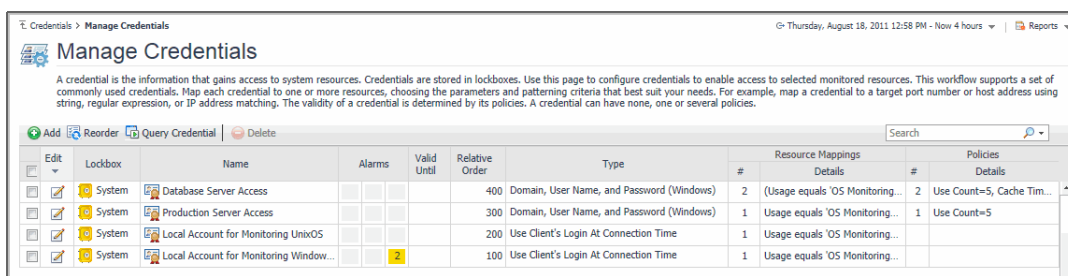 Credentials > Manage Credentials
Thursday, August 18, 2011 12:58 PM - Now 4 hours | Reports
Manage Credentials
A credential is the information that gains access to system resources. Credentials are stored in lockboxes. Use this page to configure credentials to enable access to selected monitored resources. This workflow supports a set of
commonly used credentials. Map each credential to one or more resources, choosing the parameters and patterning criteria that best suit your needs. For example, map a credential to a target port number or host address using
string, regular expression, or IP address matching. The validity of a credential is determined by its policies. A credential can have none, one or several policies.
Add Reorder Query Credential | Delete Search
Edit Lockbox Name Alarms Valid Until Relative Order Type Resource Mappings Policies
# Details # Details
System Database Server Access 400 Domain, User Name, and Password (Windows) 2 (Usage equals 'OS Monitoring... 2 Use Count=5, Cache Tim...
System Production Server Access 300 Domain, User Name, and Password (Windows) 1 Usage equals 'OS Monitoring... 1 Use Count=5
System Local Account for Monitoring UnixOS 200 Use Client's Login At Connection Time 1 Usage equals 'OS Monitoring...
System Local Account for Monitoring Window... 2 100 Use Client's Login At Connection Time 1 Usage equals 'OS Monitoring...